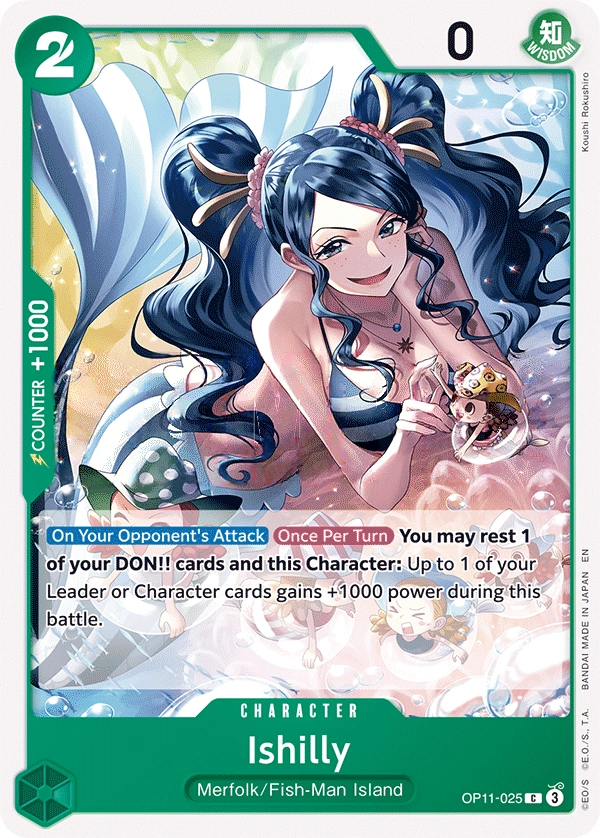 2
0
知
WISDOM
Koushi Rokushiro
COUNTER +1000
On Your Opponent's Attack Once Per Turn You may rest 1
of your DON!! cards and this Character: Up to 1 of your
Leader or Character cards gains +1000 power during this
battle.
CHARACTER
Ishilly
Merfolk/Fish-Man Island
OP11-025 C 3
©E.O/S ©E.O./S., T.A. BANDAI MADE IN JAPAN EN